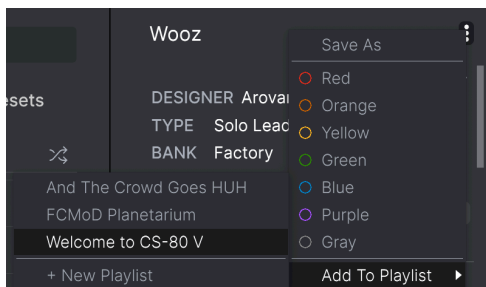 Wooz
Save As
Red
esets
DESIGNER Arovan
Orange
TYPE Solo Lead
Yellow
BANK Factory
Green
And The Crowd Goes HUH
Blue
FCMoD Planetarium
Purple
Welcome to CS-80 V
Gray
+ New Playlist
Add To Playlist